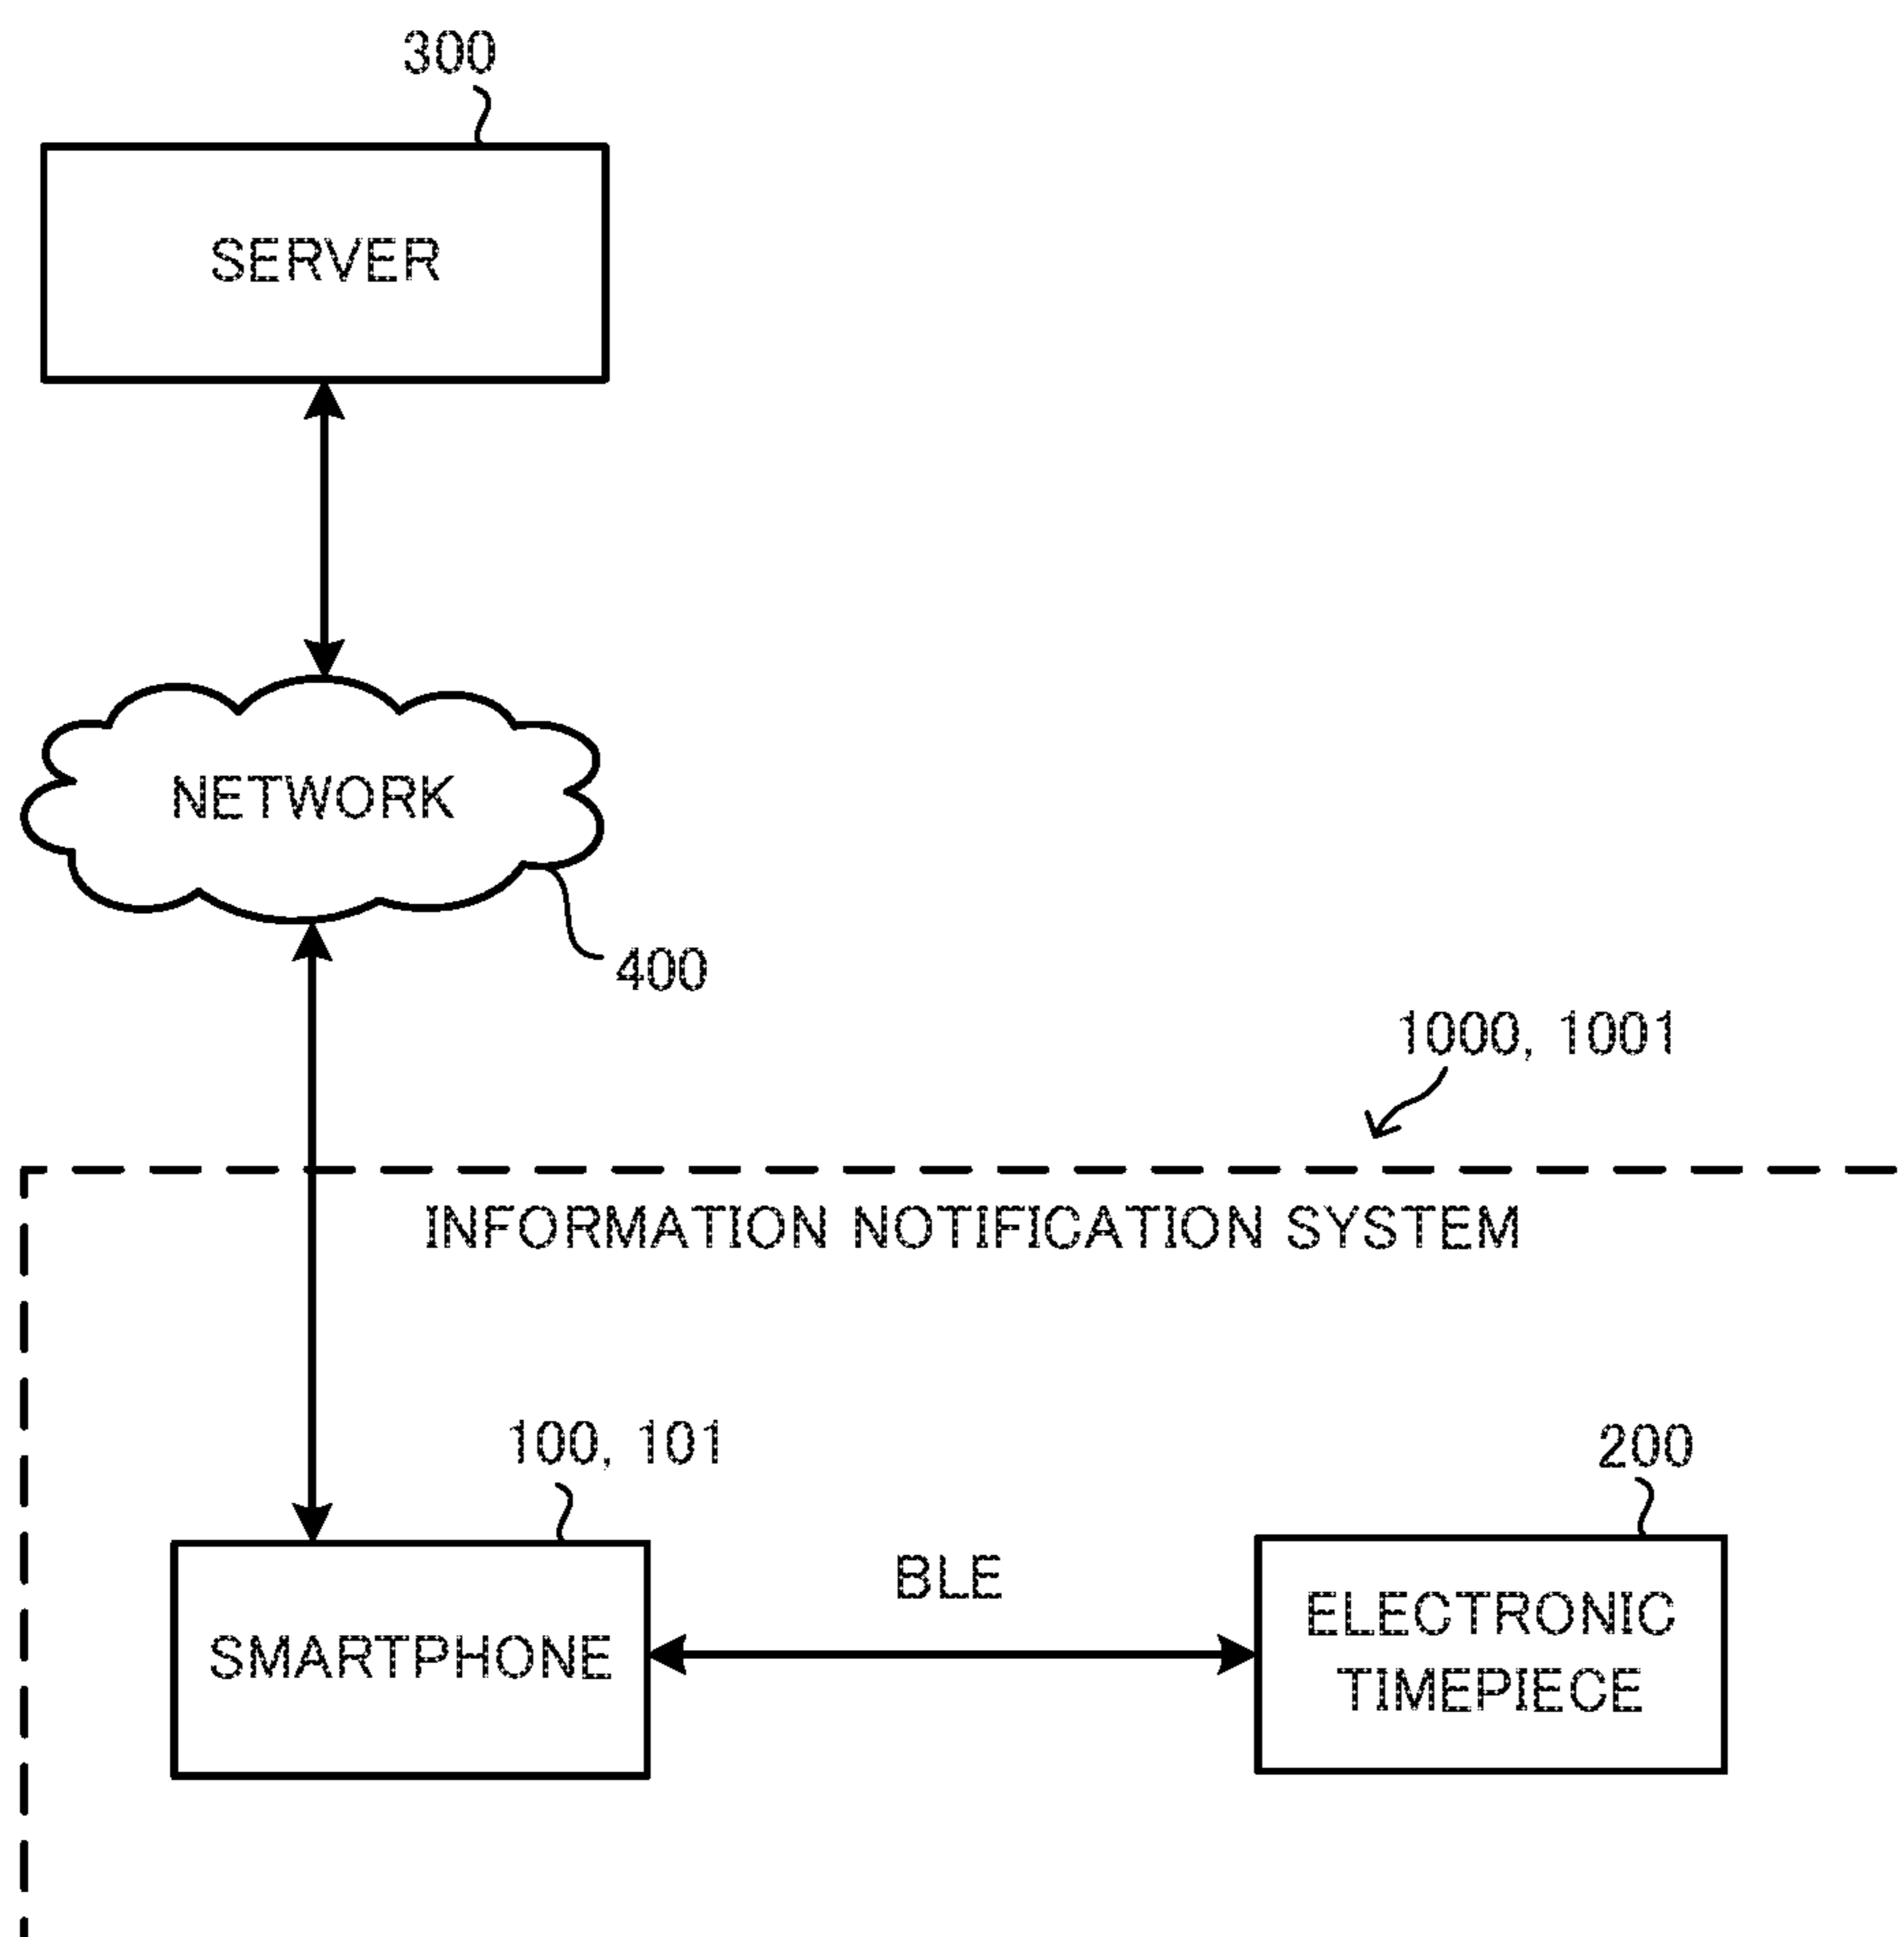 300
SERVER
NETWORK
400
1000, 1001
INFORMATION NOTIFICATION SYSTEM
100, 101
200
BLE
SMARTPHONE
ELECTRONIC
TIMEPIECE